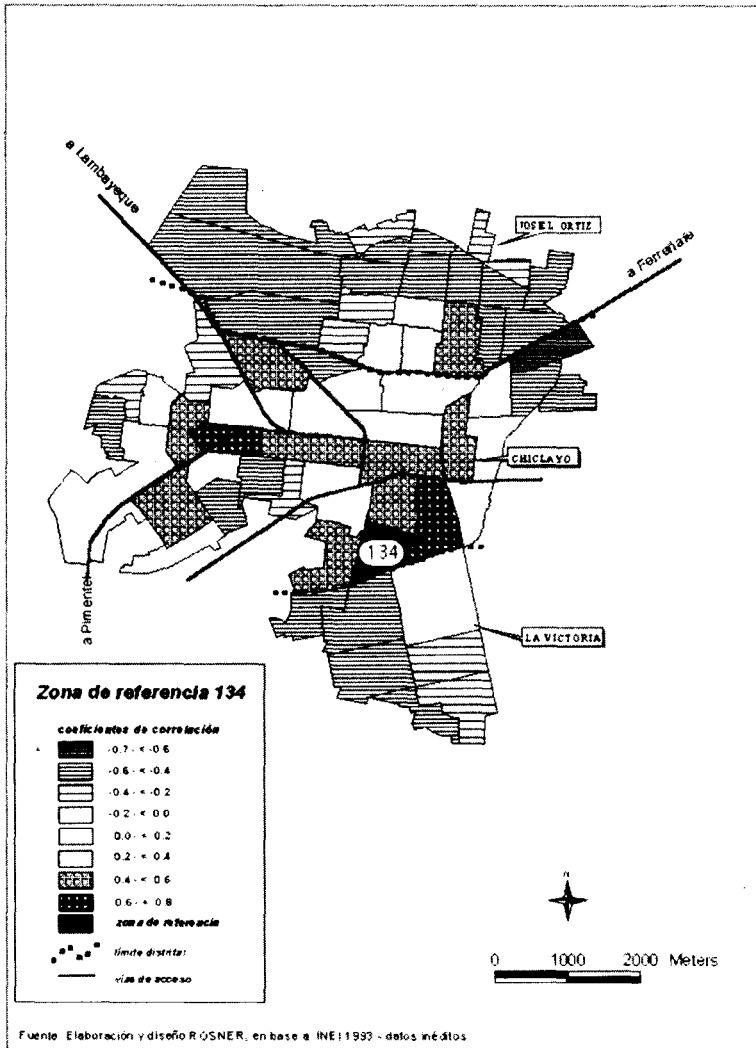 a Lambayeque
JOSE L. ORTIZ
a Ferreñafe
CHICLAYO
134
LA VICTORIA
a Pimentel
Zona de referencia 134
coeficientes de correlación
-0.7 - < -0.6
-0.6 - < -0.4
-0.4 - < -0.2
-0.2 - < 0.0
0.0 - < 0.2
0.2 - < 0.4
0.4 - < 0.6
0.6 - < 0.8
zona de referencia
límite distrital
vías de acceso
N
0 1000 2000 Meters
Fuente: Elaboración y diseño ROSNER, en base a INEI 1993 - datos inéditos